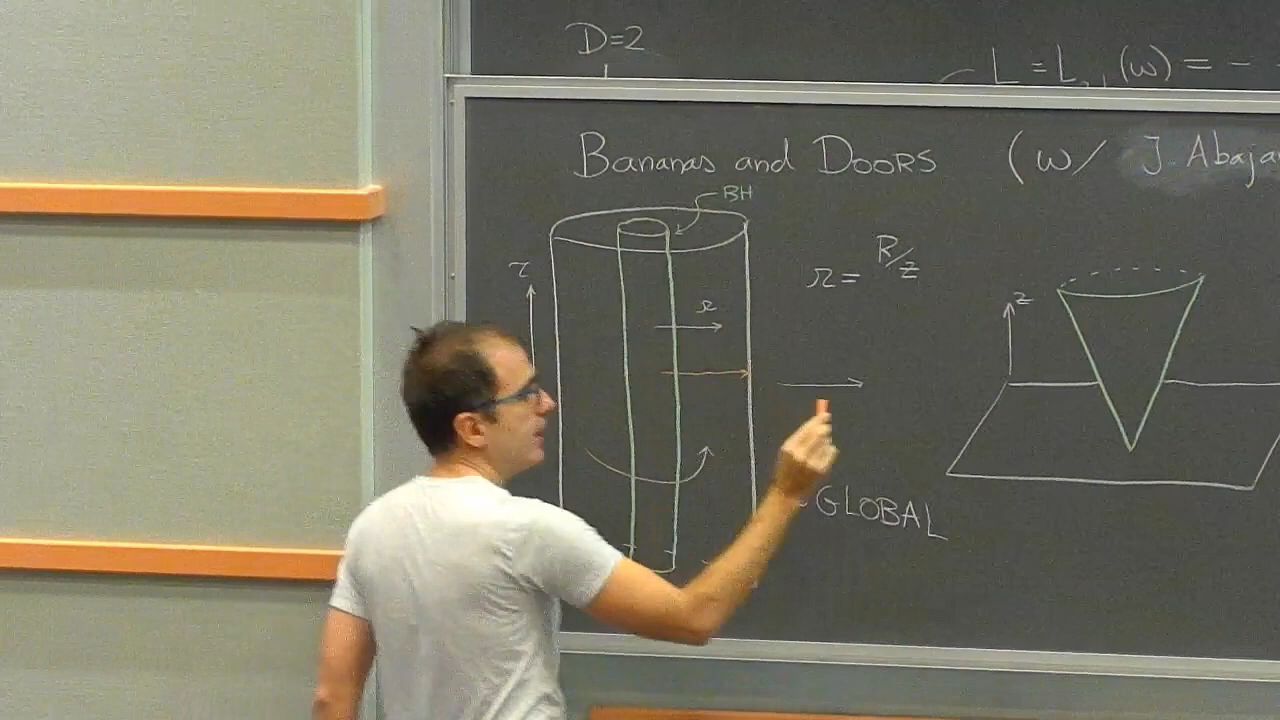 D=2
L = L (w) = -
Bananas and DOORS (w/ J. Abaja
BH
τ
r = R/z
z
r
GLOBAL